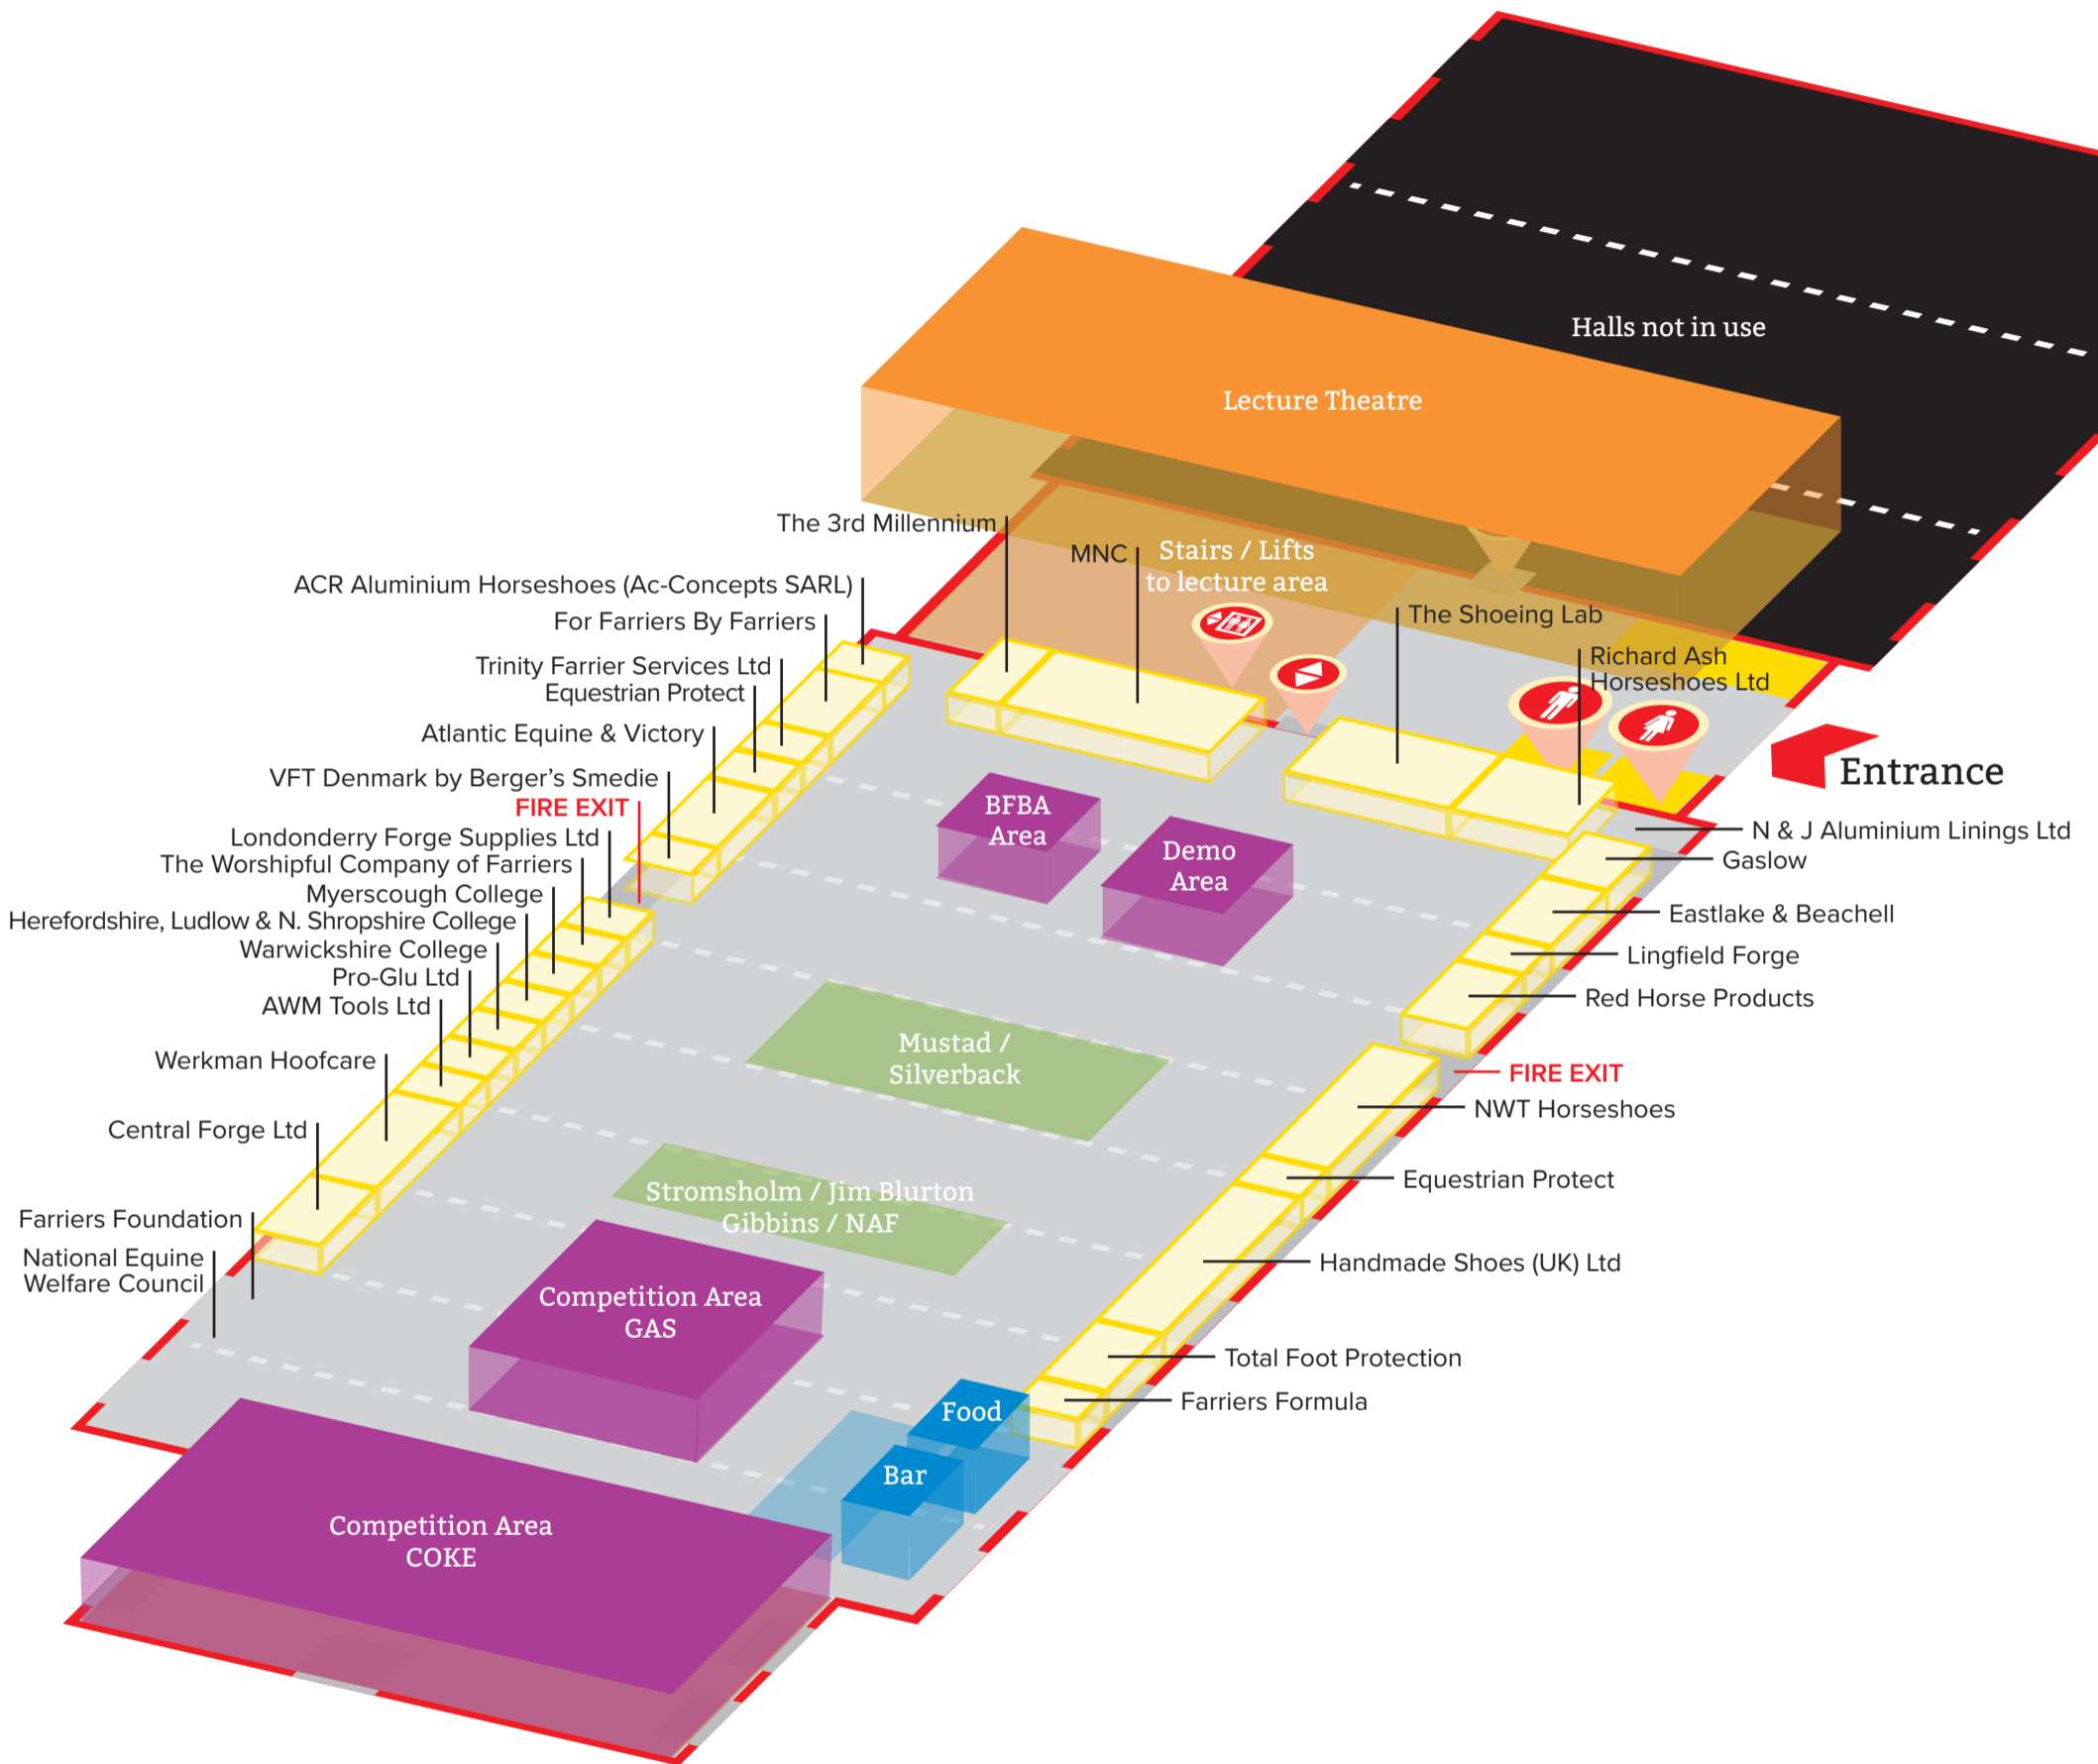 Halls not in use
Lecture Theatre
The 3rd Millennium
MNC
Stairs / Lifts
to lecture area
ACR Aluminium Horseshoes (Ac-Concepts SARL)
For Farriers By Farriers
The Shoeing Lab
Trinity Farrier Services Ltd
Richard Ash
Horseshoes Ltd
Equestrian Protect
Atlantic Equine & Victory
VFT Denmark by Berger’s Smedie
Entrance
FIRE EXIT
BFBA
Area
Londonderry Forge Supplies Ltd
N & J Aluminium Linings Ltd
Demo
Area
The Worshipful Company of Farriers
Gaslow
Myerscough College
Herefordshire, Ludlow & N. Shropshire College
Eastlake & Beachell
Warwickshire College
Lingfield Forge
Pro-Glu Ltd
Red Horse Products
AWM Tools Ltd
Mustad /
Silverback
Werkman Hoofcare
FIRE EXIT
NWT Horseshoes
Central Forge Ltd
Equestrian Protect
Stromsholm / Jim Blurton
Gibbins / NAF
Farriers Foundation
National Equine
Welfare Council
Handmade Shoes (UK) Ltd
Competition Area
GAS
Total Foot Protection
Farriers Formula
Food
Bar
Competition Area
COKE